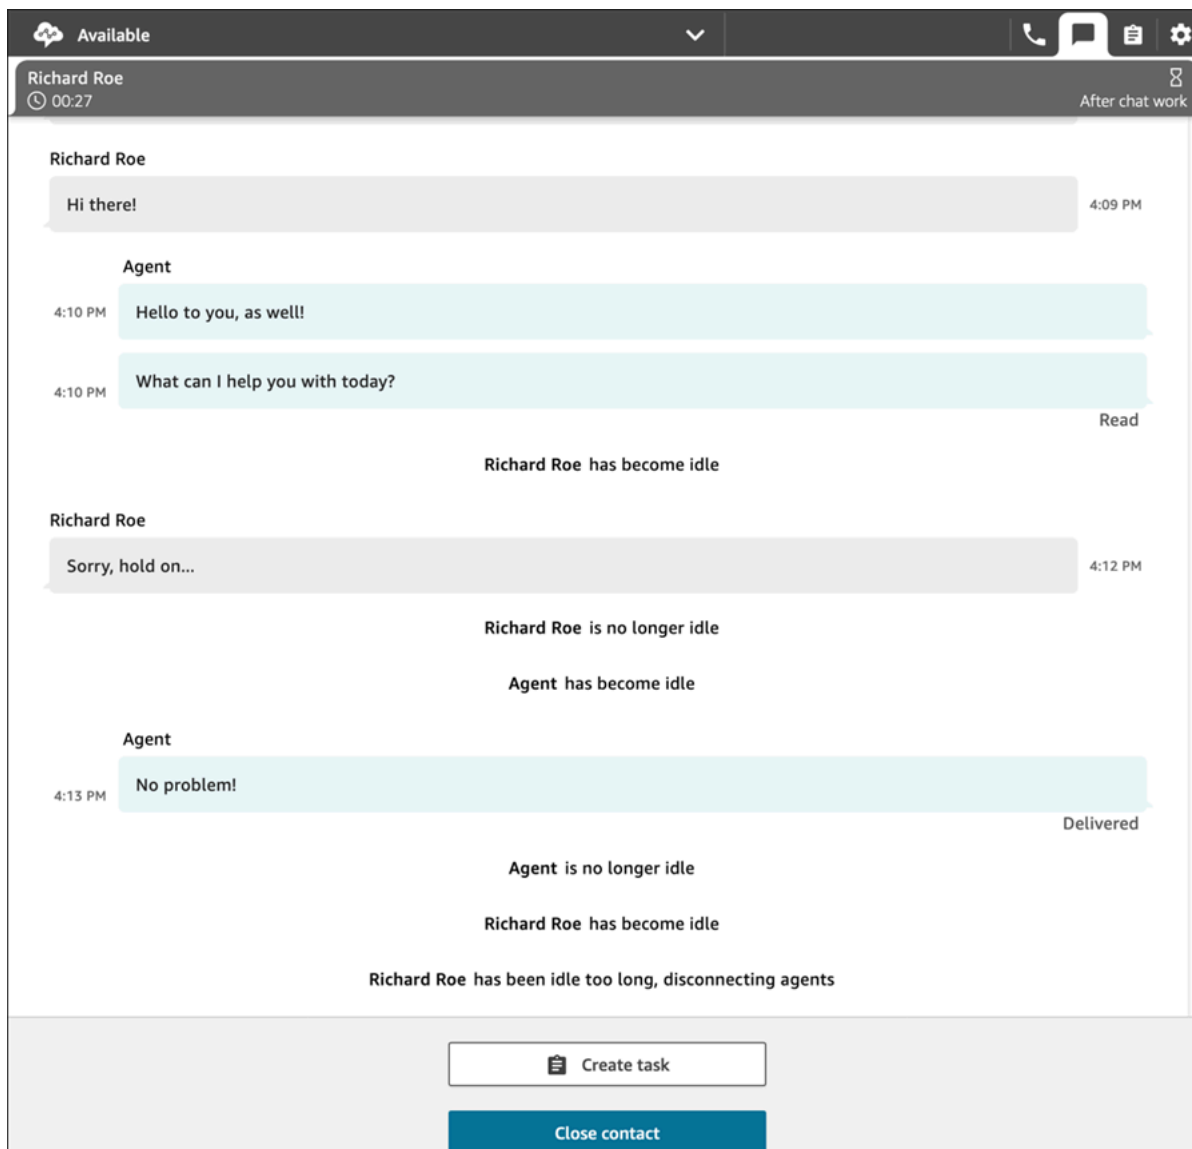 Available
Richard Roe
00:27
After chat work
Richard Roe
Hi there!
4:09 PM
Agent
4:10 PM
Hello to you, as well!
4:10 PM
What can I help you with today?
Read
Richard Roe has become idle
Richard Roe
Sorry, hold on...
4:12 PM
Richard Roe is no longer idle
Agent has become idle
Agent
4:13 PM
No problem!
Delivered
Agent is no longer idle
Richard Roe has become idle
Richard Roe has been idle too long, disconnecting agents
Create task
Close contact